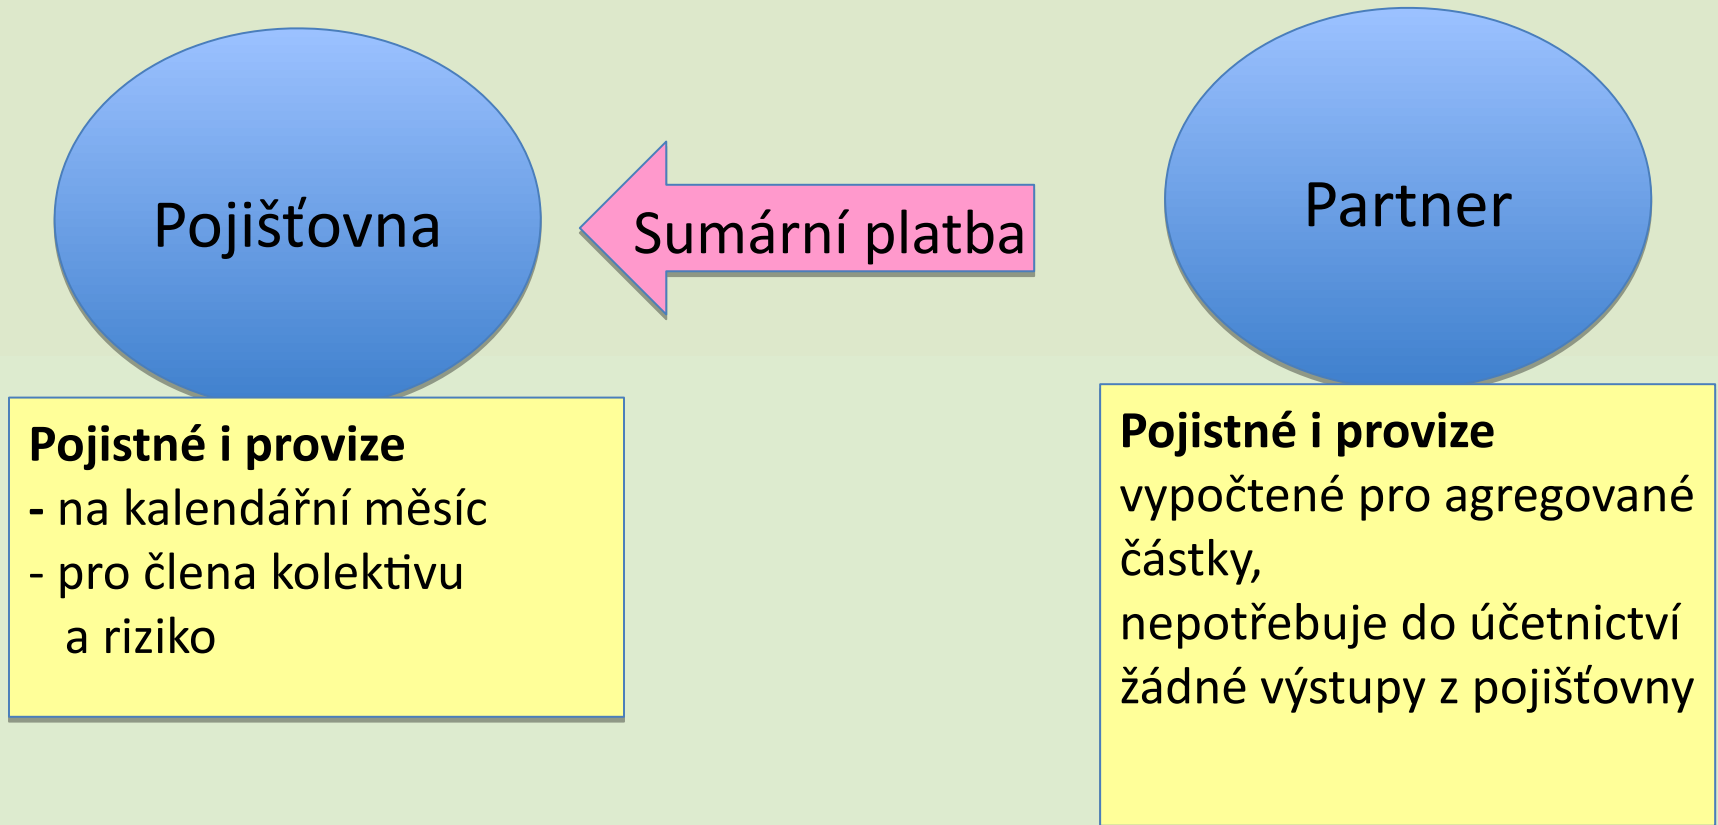 Pojišťovna
Sumární platba
Partner
Pojistné i provize
- na kalendářní měsíc
- pro člena kolektivu
a riziko
Pojistné i provize
vypočtené pro agregované
částky,
nepotřebuje do účetnictví
žádné výstupy z pojišťovny